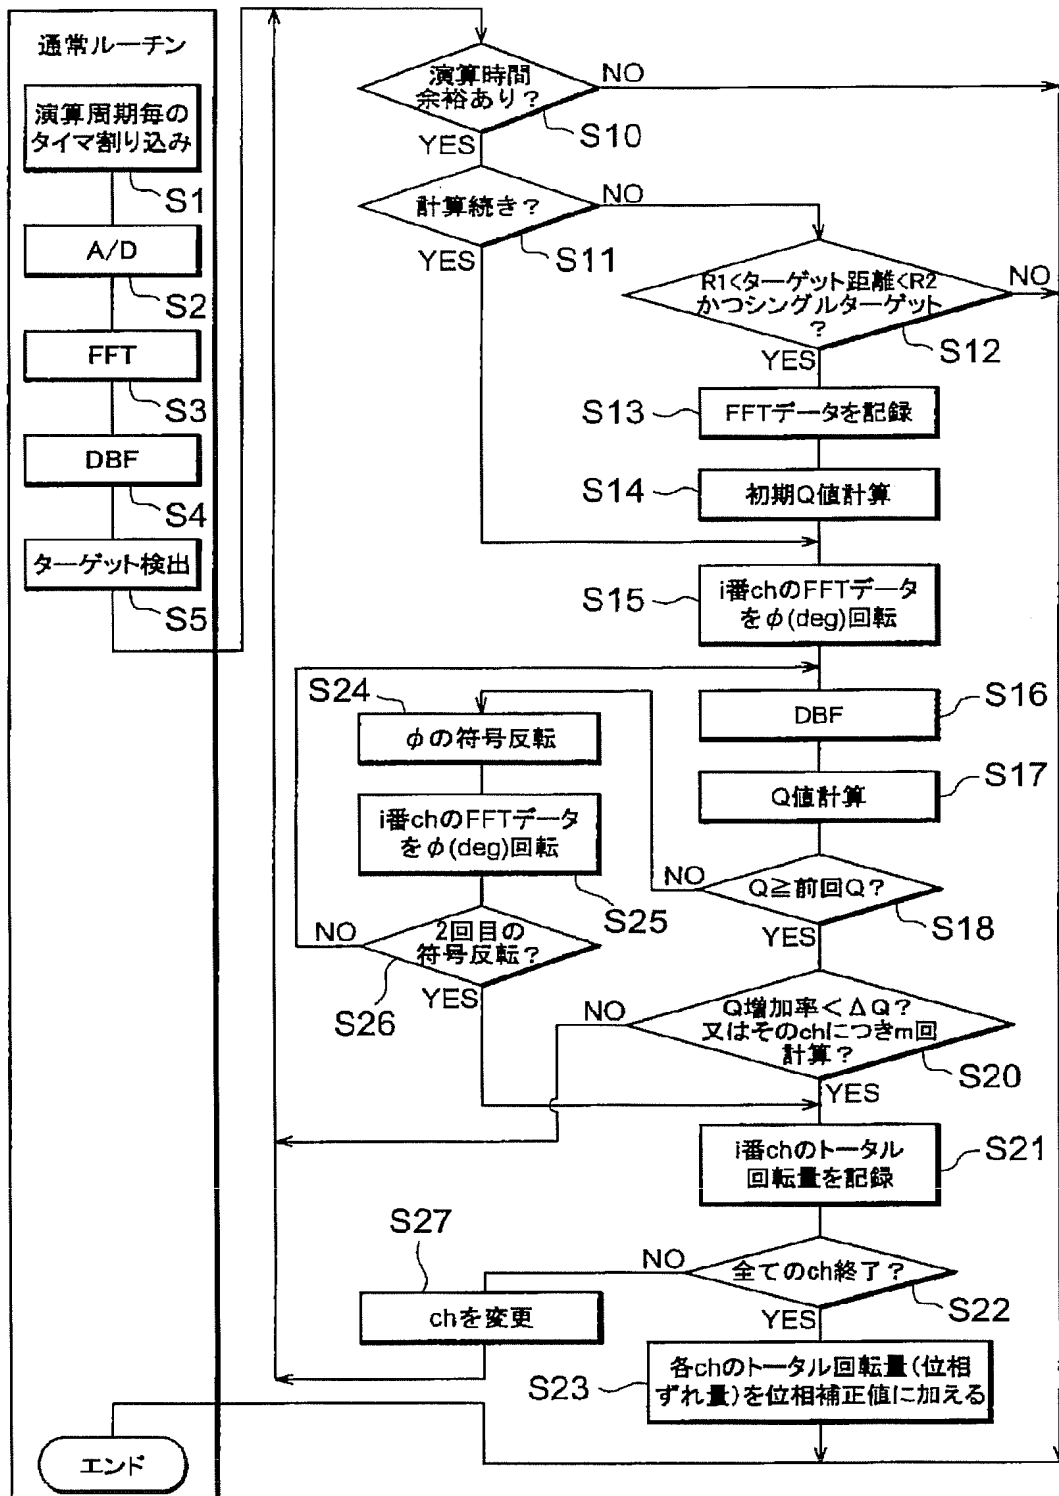 通常ルーチン
演算周期毎の
タイマ割り込み
S1
A/D
S2
FFT
S3
DBF
S4
ターゲット検出
S5
エンド
演算時間
余裕あり?
NO
YES
S10
計算続き?
NO
YES
S11
R1<ターゲット距離<R2
かつシングルターゲット
?
NO
YES
S12
S13
FFTデータを記録
S14
初期Q値計算
S15
i番chのFFTデータ
をφ(deg)回転
S16
DBF
S17
Q値計算
Q≧前回Q?
NO
YES
S18
S24
φの符号反転
i番chのFFTデータ
をφ(deg)回転
S25
2回目の
符号反転?
NO
YES
S26
Q増加率<ΔQ?
又はそのchにつきm回
計算?
NO
YES
S20
i番chのトータル
回転量を記録
S21
全てのch終了?
NO
YES
S22
S27
chを変更
S23
各chのトータル回転量(位相
ずれ量)を位相補正値に加える